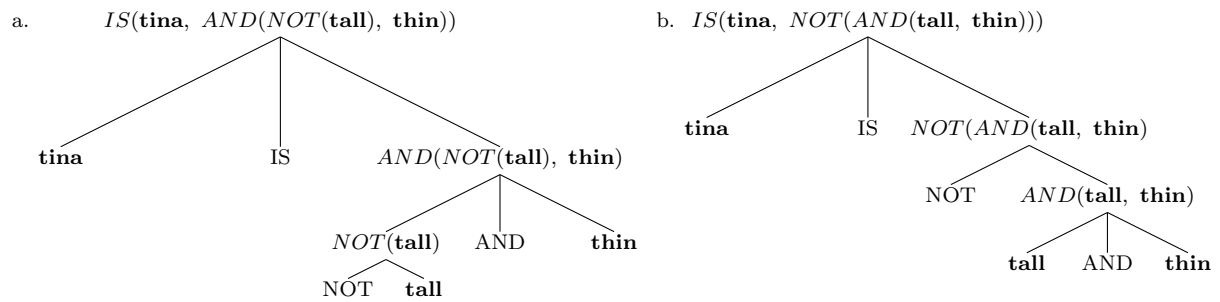 a. IS(tina, AND(NOT(tall), thin))
tina IS AND(NOT(tall), thin)
NOT(tall) AND thin
NOT tall
b. IS(tina, NOT(AND(tall, thin)))
tina IS NOT(AND(tall, thin)
NOT AND(tall, thin)
tall AND thin